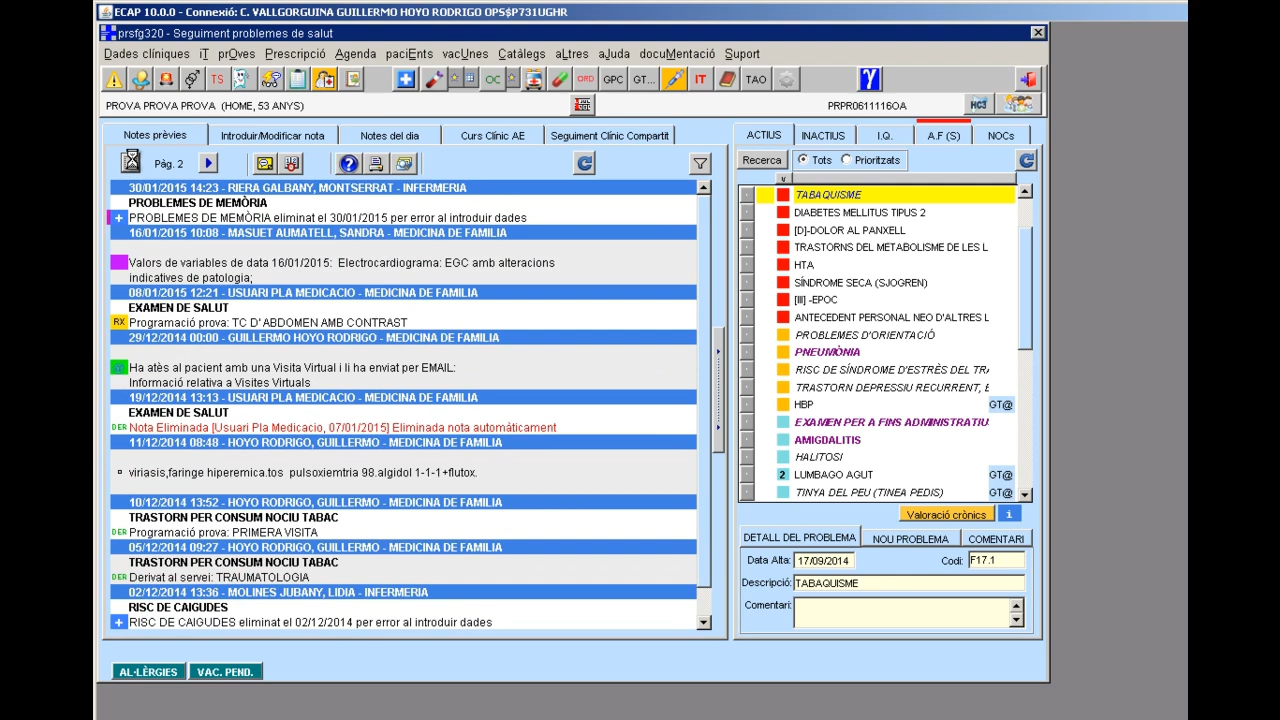 ECAP 10.0.0 - Connexió: C. VALLGORGUINA GUILLERMO HOYO RODRIGO OPS$P731UGHR
prsfg320 - Seguiment problemes de salut
Dades clíniques iT prOves Prescripció Agenda paciENts vacUnes Catàlegs aLtres aJuda docuMentació Suport
TS OC ORD GPC GT... IT TAO γ
PROVA PROVA PROVA (HOME, 53 ANYS) PRPR0611116OA HC3
Notes prèvies Introduir/Modificar nota Notes del dia Curs Clínic AE Seguiment Clínic Compartit
Pàg. 2
30/01/2015 14:23 - RIERA GALBANY, MONTSERRAT - INFERMERIA
PROBLEMES DE MEMÒRIA
+ PROBLEMES DE MEMÒRIA eliminat el 30/01/2015 per error al introduir dades
16/01/2015 10:08 - MASUET AUMATELL, SANDRA - MEDICINA DE FAMILIA
Valors de variables de data 16/01/2015: Electrocardiograma: EGC amb alteracions
indicatives de patologia;
08/01/2015 12:21 - USUARI PLA MEDICACIO - MEDICINA DE FAMILIA
EXAMEN DE SALUT
RX Programació prova: TC D'ABDOMEN AMB CONTRAST
29/12/2014 00:00 - GUILLERMO HOYO RODRIGO - MEDICINA DE FAMILIA
Ha atès al pacient amb una Visita Virtual i li ha enviat per EMAIL:
Informació relativa a Visites Virtuals
19/12/2014 13:13 - USUARI PLA MEDICACIO - MEDICINA DE FAMILIA
EXAMEN DE SALUT
DER Nota Eliminada [Usuari Pla Medicacio, 07/01/2015] Eliminada nota automàticament
11/12/2014 08:48 - HOYO RODRIGO, GUILLERMO - MEDICINA DE FAMILIA
viriasis,faringe hiperemica.tos pulsoxiemtria 98.algidol 1-1-1+flutox.
10/12/2014 13:52 - HOYO RODRIGO, GUILLERMO - MEDICINA DE FAMILIA
TRASTORN PER CONSUM NOCIU TABAC
DER Programació prova: PRIMERA VISITA
05/12/2014 09:27 - HOYO RODRIGO, GUILLERMO - MEDICINA DE FAMILIA
TRASTORN PER CONSUM NOCIU TABAC
DER Derivat al servei: TRAUMATOLOGIA
02/12/2014 13:36 - MOLINES JUBANY, LIDIA - INFERMERIA
RISC DE CAIGUDES
+ RISC DE CAIGUDES eliminat el 02/12/2014 per error al introduir dades
AL·LÈRGIES VAC. PEND.
ACTIUS INACTIUS I.Q. A.F (S) NOCs
Recerca Tots Prioritzats
TABAQUISME
DIABETES MELLITUS TIPUS 2
[D]-DOLOR AL PANXELL
TRASTORNS DEL METABOLISME DE LES L
HTA
SÍNDROME SECA (SJOGREN)
[III] -EPOC
ANTECEDENT PERSONAL NEO D'ALTRES L
PROBLEMES D'ORIENTACIÓ
PNEUMÒNIA
RISC DE SÍNDROME D'ESTRÈS DEL TRA
TRASTORN DEPRESSIU RECURRENT, E
HBP GT@
EXAMEN PER A FINS ADMINISTRATIU
AMIGDALITIS
HALITOSI
2 LUMBAGO AGUT GT@
TINYA DEL PEU (TINEA PEDIS) GT@
Valoració crònics i
DETALL DEL PROBLEMA NOU PROBLEMA COMENTARI
Data Alta: 17/09/2014 Codi: F17.1
Descripció: TABAQUISME
Comentari: